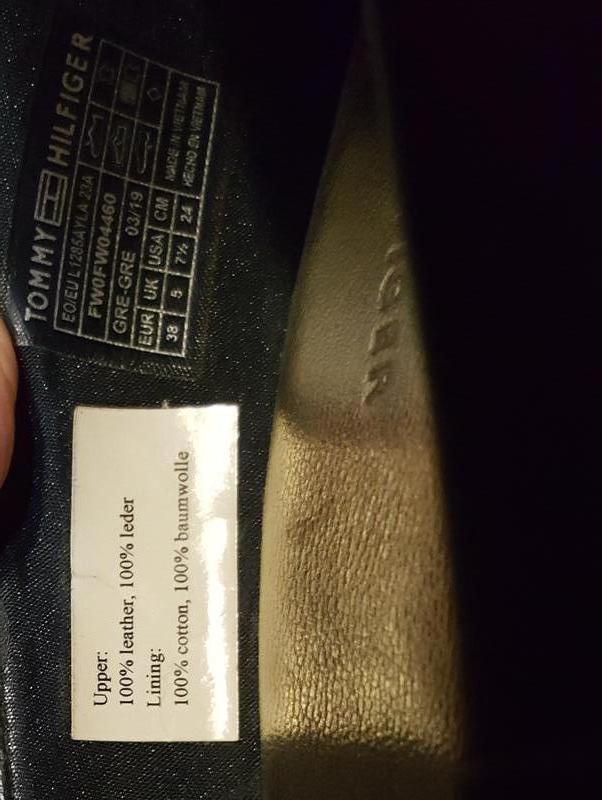 TOMMY HILFIGER
EO/EU L1285AYLA 23A
FW0FW04460
GRE-GRE 03/19
EUR UK USA CM
38 5 7½ 24
MADE IN VIETNAM
HECHO EN VIETNAM
Upper:
100% leather, 100% leder
Lining:
100% cotton, 100% baumwolle